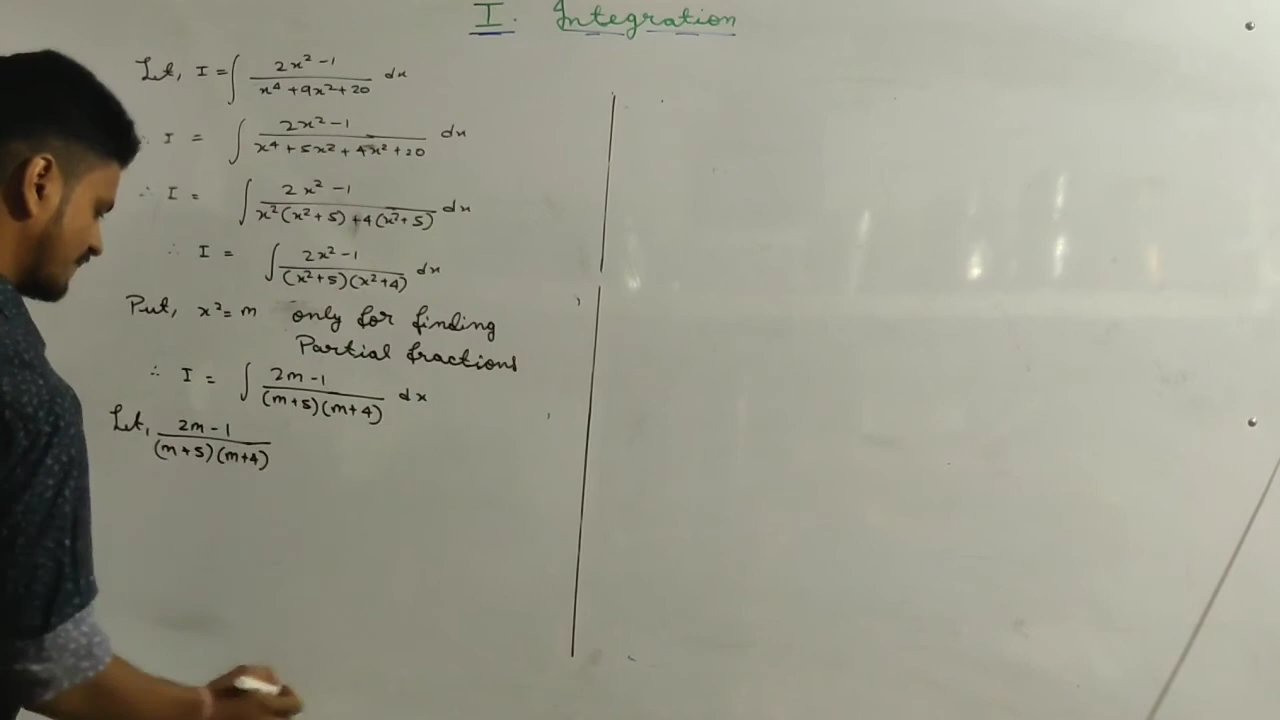 I. Integration
Let, I = ∫ 2x² - 1 / x⁴ + 9x² + 20 dx
∴ I = ∫ 2x² - 1 / x⁴ + 5x² + 4x² + 20 dx
∴ I = ∫ 2x² - 1 / x²(x² + 5) + 4(x² + 5) dx
∴ I = ∫ 2x² - 1 / (x² + 5)(x² + 4) dx
Put, x² = m only for finding
Partial fractions
∴ I = ∫ 2m - 1 / (m + 5)(m + 4) dx
Let, 2m - 1 / (m + 5)(m + 4)